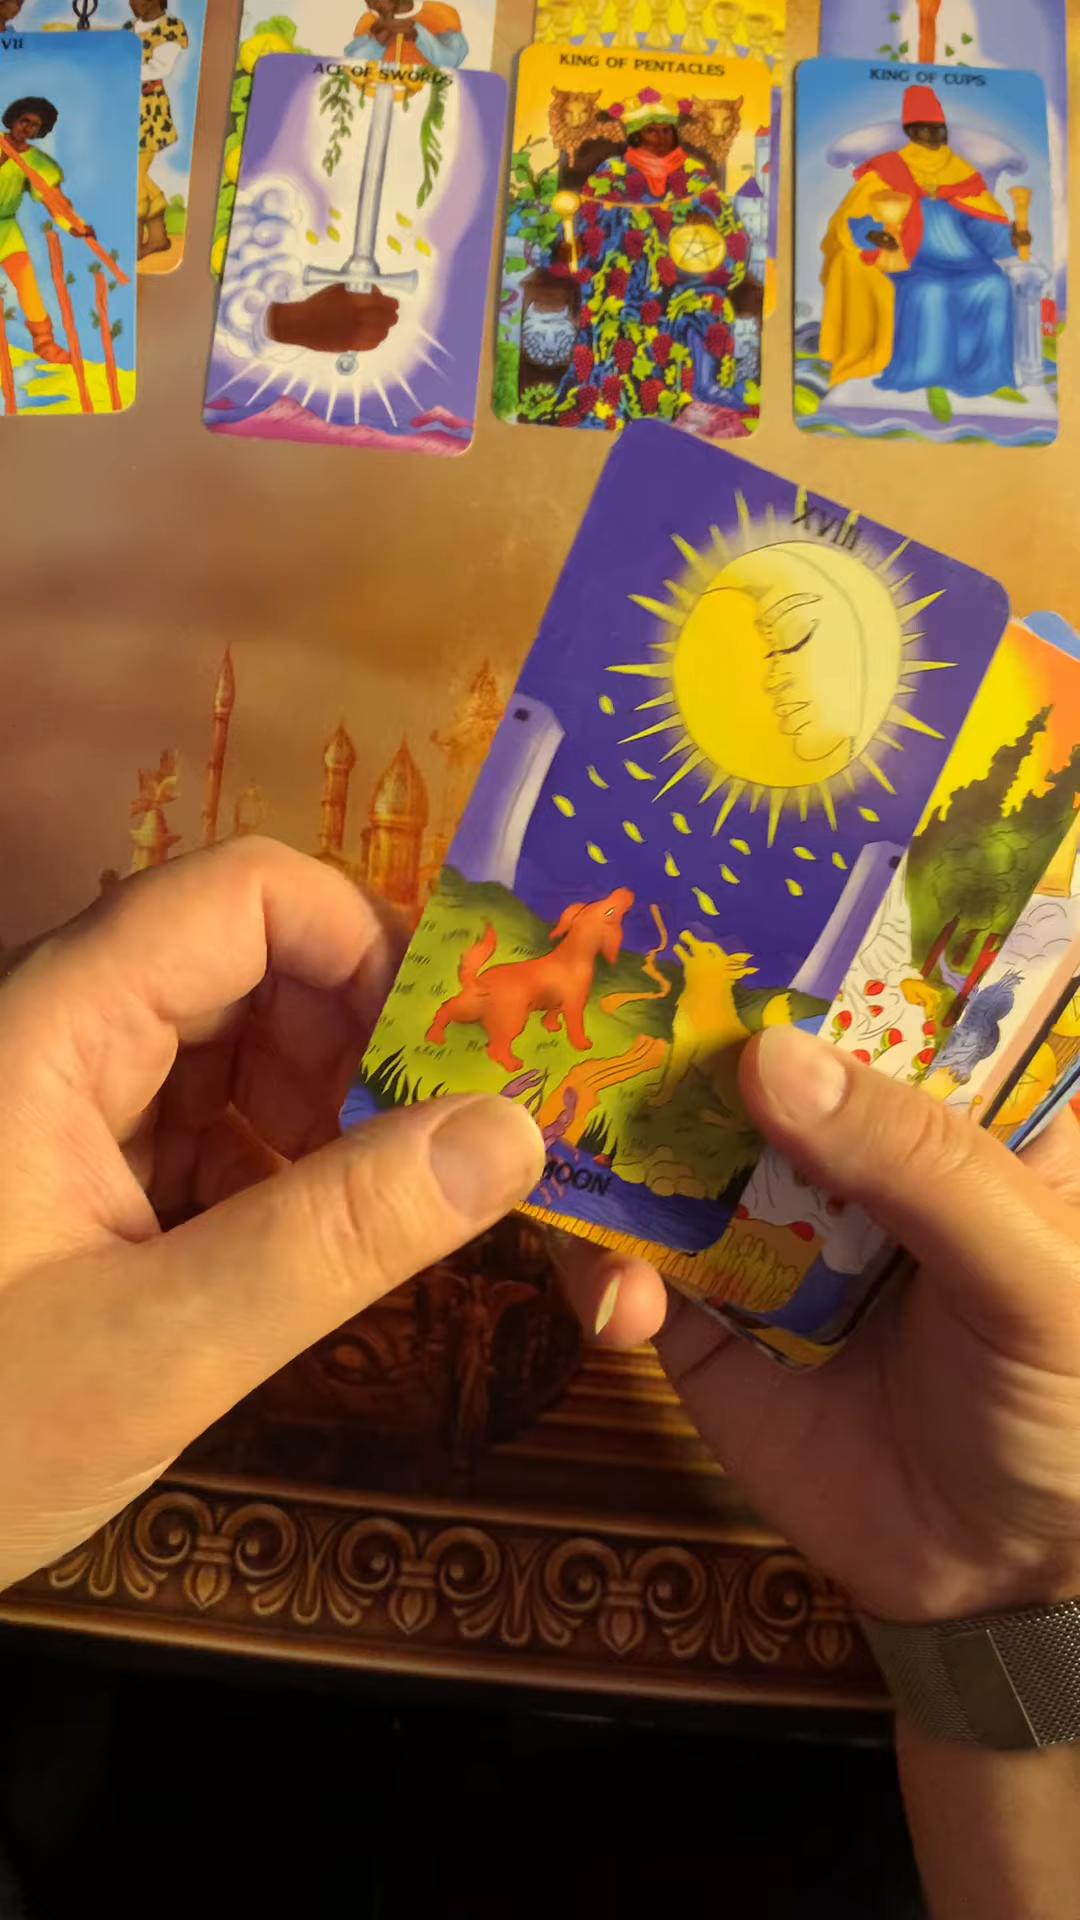 VII
ACE OF SWORDS
KING OF PENTACLES
KING OF CUPS
XVIII
MOON